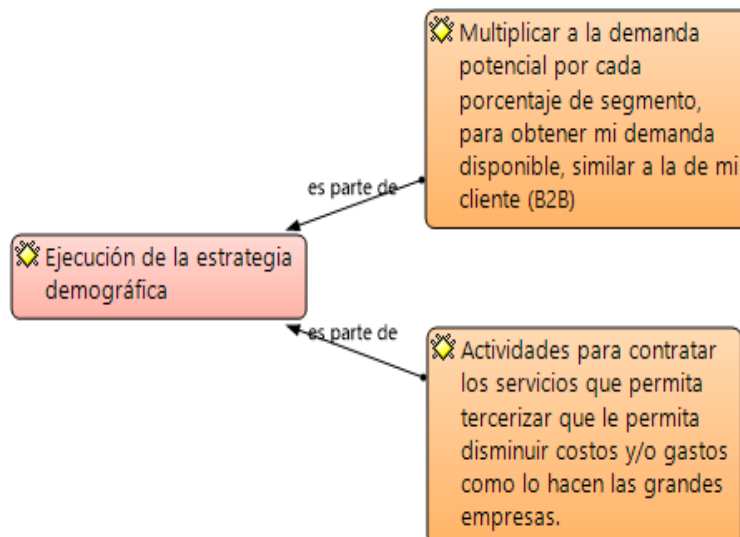 Multiplicar a la demanda
potencial por cada
porcentaje de segmento,
para obtener mi demanda
disponible, similar a la de mi
cliente (B2B)
es parte de
Ejecución de la estrategia
demográfica
es parte de
Actividades para contratar
los servicios que permita
tercerizar que le permita
disminuir costos y/o gastos
como lo hacen las grandes
empresas.